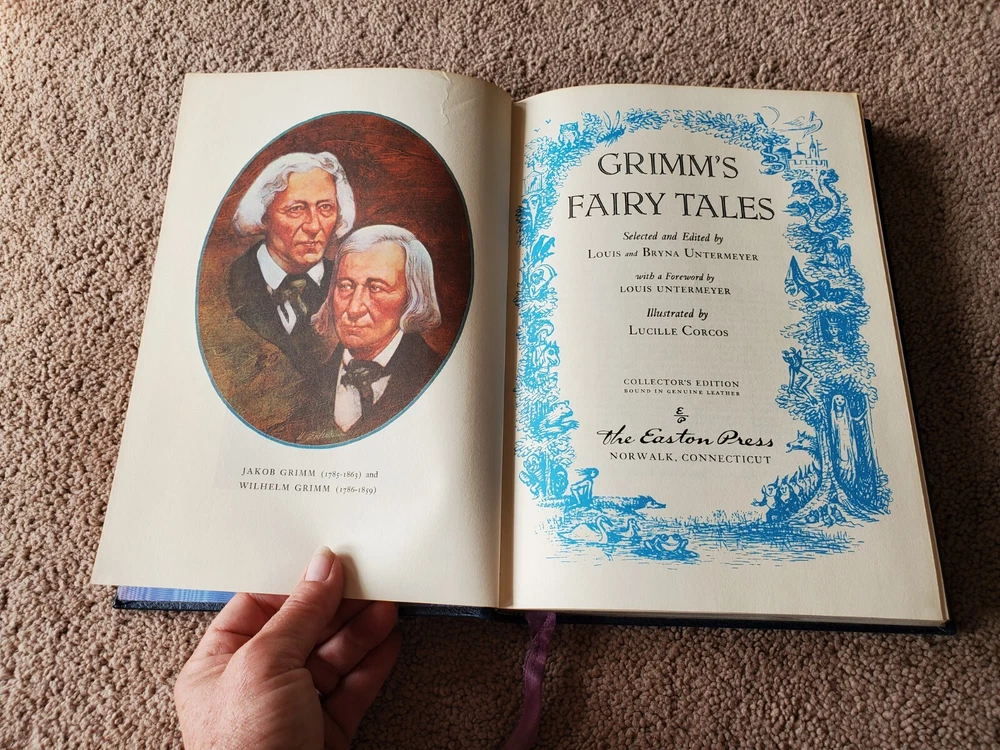 JAKOB GRIMM (1785-1863) and
WILHELM GRIMM (1786-1859)
GRIMM'S
FAIRY TALES
Selected and Edited by
LOUIS and BRYNA UNTERMEYER
with a Foreword by
LOUIS UNTERMEYER
Illustrated by
LUCILLE CORCOS
COLLECTOR'S EDITION
BOUND IN GENUINE LEATHER
the Easton Press
NORWALK, CONNECTICUT